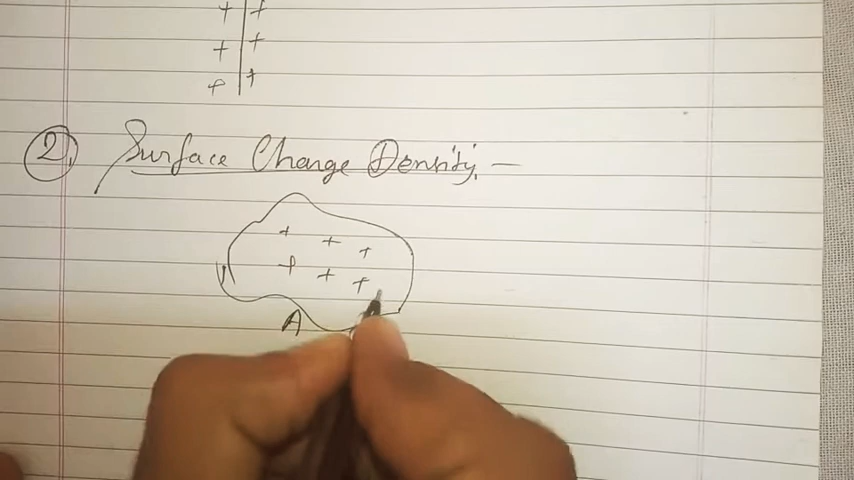 + +
+ +
+ +
2. Surface Charge Density. —
+ + +
+ + +
A